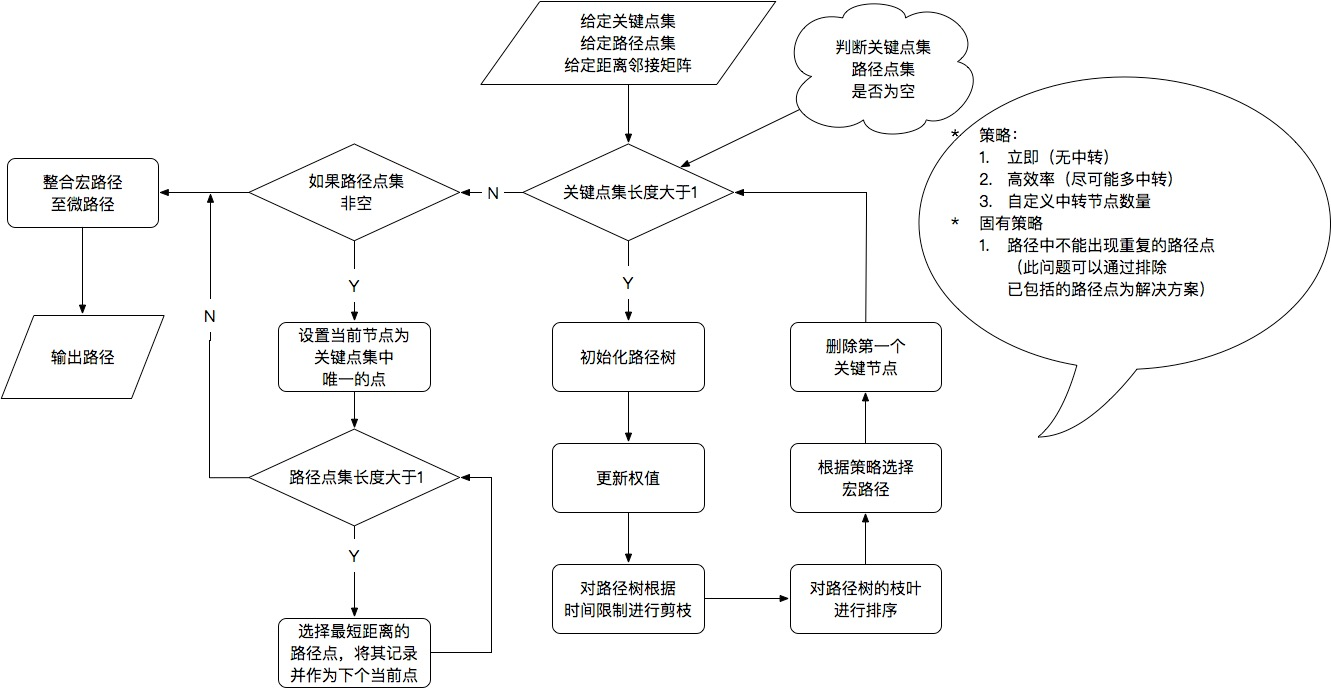 给定关键点集
给定路径点集
给定距离邻接矩阵
判断关键点集
路径点集
是否为空
* 策略：
1. 立即（无中转）
2. 高效率（尽可能多中转）
3. 自定义中转节点数量
* 固有策略
1. 路径中不能出现重复的路径点
（此问题可以通过排除
已包括的路径点为解决方案）
整合宏路径
至微路径
如果路径点集
非空
N
关键点集长度大于1
Y
Y
N
输出路径
设置当前节点为
关键点集中
唯一的点
初始化路径树
删除第一个
关键节点
路径点集长度大于1
更新权值
根据策略选择
宏路径
Y
对路径树根据
时间限制进行剪枝
对路径树的枝叶
进行排序
选择最短距离的
路径点，将其记录
并作为下个当前点